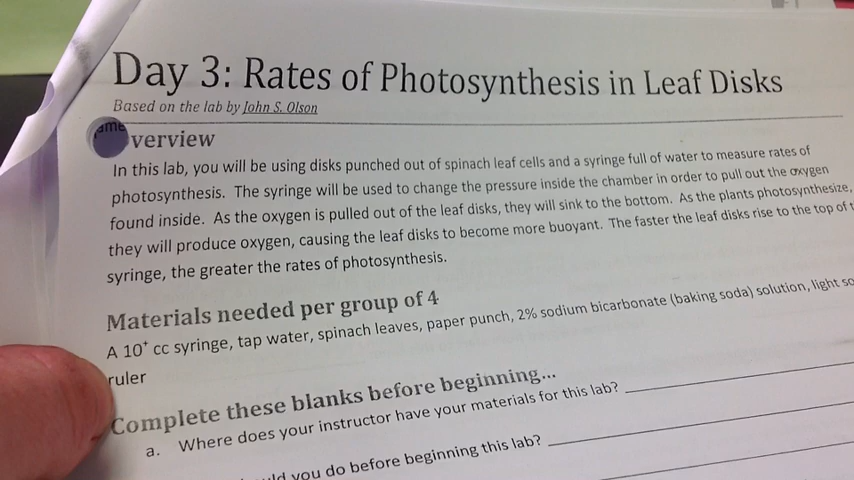 Day 3: Rates of Photosynthesis in Leaf Disks
Based on the lab by John S. Olson
ame
verview
In this lab, you will be using disks punched out of spinach leaf cells and a syringe full of water to measure rates of
photosynthesis. The syringe will be used to change the pressure inside the chamber in order to pull out the oxygen
found inside. As the oxygen is pulled out of the leaf disks, they will sink to the bottom. As the plants photosynthesize,
they will produce oxygen, causing the leaf disks to become more buoyant. The faster the leaf disks rise to the top of
syringe, the greater the rates of photosynthesis.
Materials needed per group of 4
A 10⁺ cc syringe, tap water, spinach leaves, paper punch, 2% sodium bicarbonate (baking soda) solution, light
ruler
Complete these blanks before beginning...
a. Where does your instructor have your materials for this lab?
you do before beginning this lab?